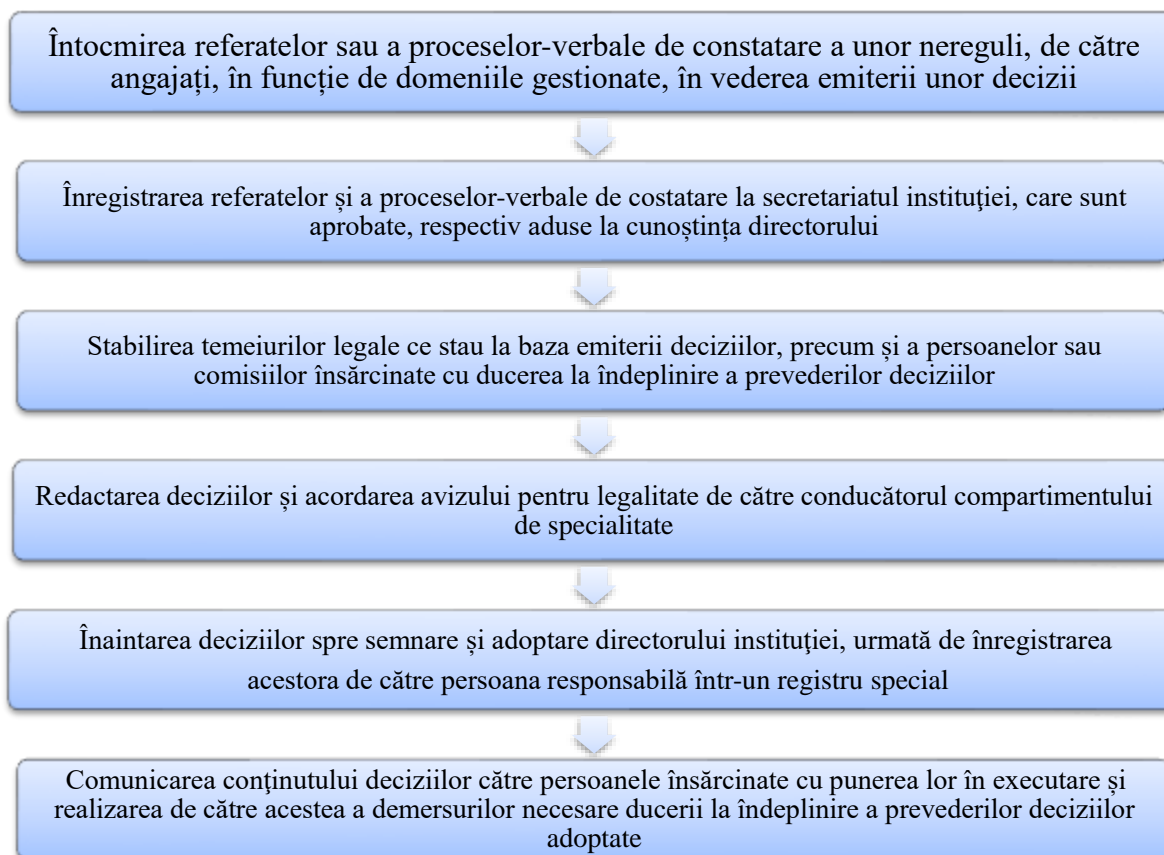 Întocmirea referatelor sau a proceselor-verbale de constatare a unor nereguli, de către
angajați, în funcție de domeniile gestionate, în vederea emiterii unor decizii
Înregistrarea referatelor și a proceselor-verbale de costatare la secretariatul instituţiei, care sunt
aprobate, respectiv aduse la cunoștința directorului
Stabilirea temeiurilor legale ce stau la baza emiterii deciziilor, precum și a persoanelor sau
comisiilor însărcinate cu ducerea la îndeplinire a prevederilor deciziilor
Redactarea deciziilor și acordarea avizului pentru legalitate de către conducătorul compartimentului
de specialitate
Înaintarea deciziilor spre semnare și adoptare directorului instituţiei, urmată de înregistrarea
acestora de către persoana responsabilă într-un registru special
Comunicarea conţinutului deciziilor către persoanele însărcinate cu punerea lor în executare și
realizarea de către acestea a demersurilor necesare ducerii la îndeplinire a prevederilor deciziilor
adoptate